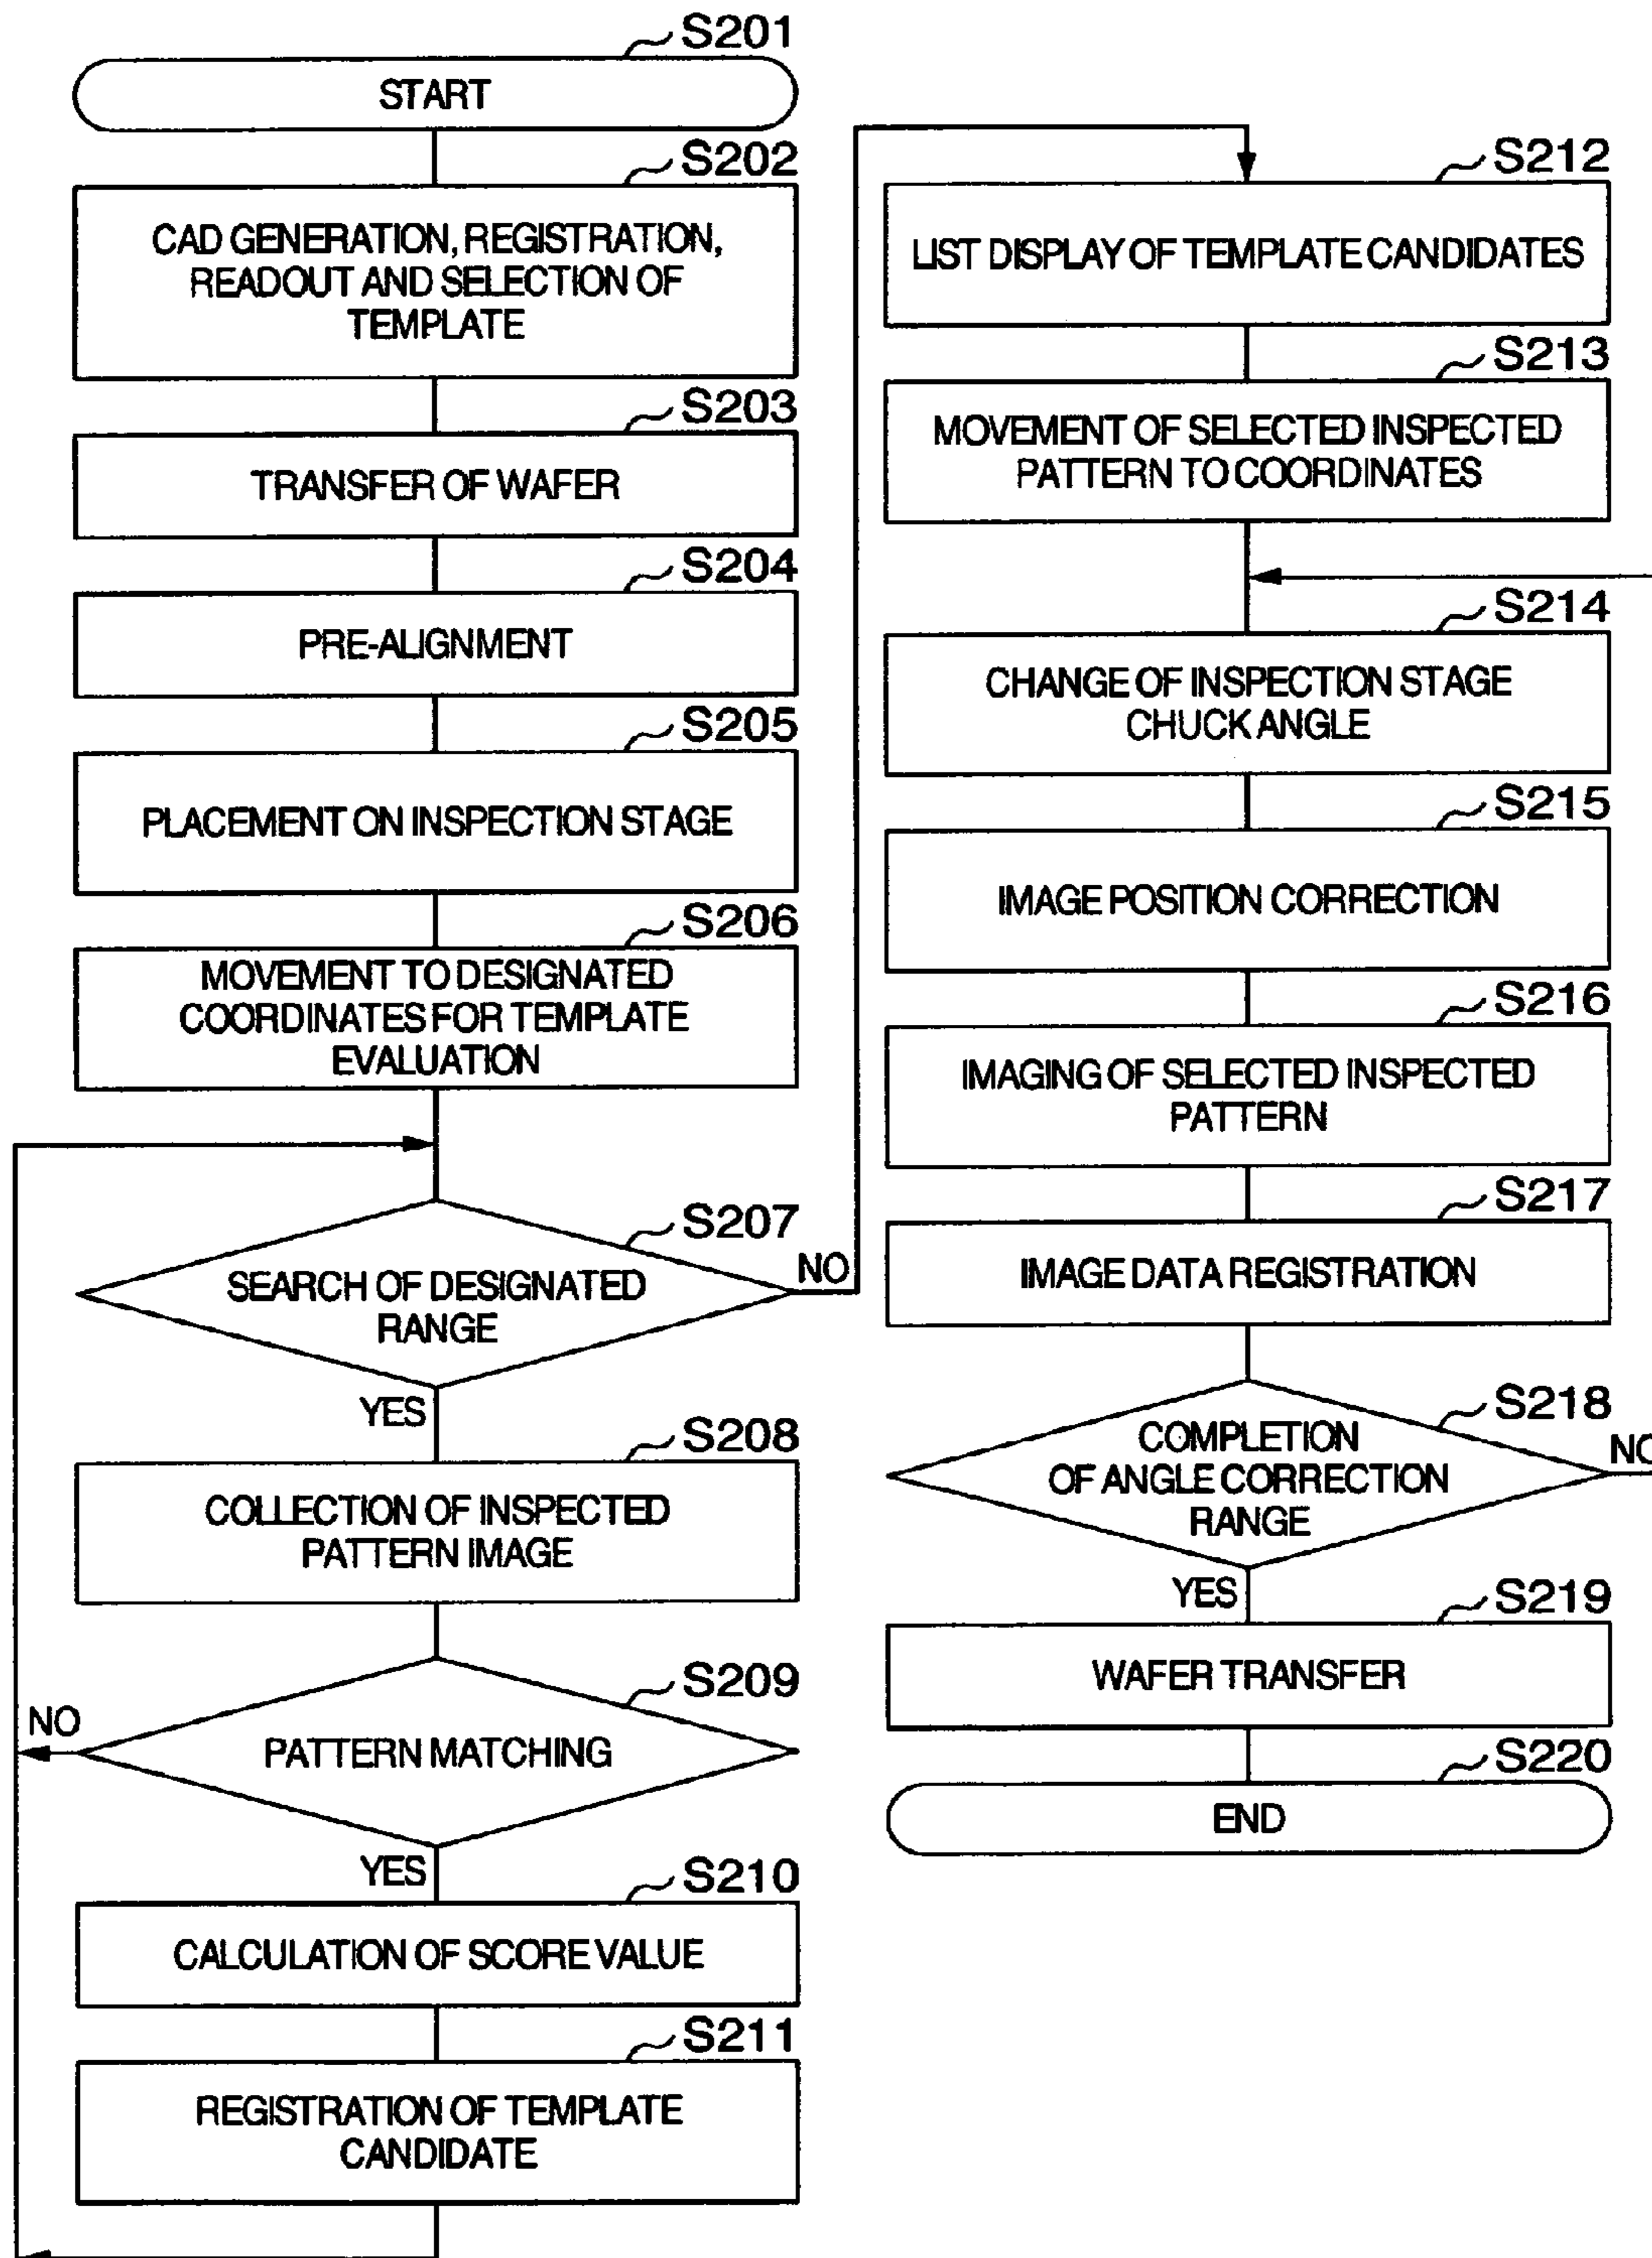 S201
START
S202
CAD GENERATION, REGISTRATION,
READOUT AND SELECTION OF
TEMPLATE
S203
TRANSFER OF WAFER
S204
PRE-ALIGNMENT
S205
PLACEMENT ON INSPECTION STAGE
S206
MOVEMENT TO DESIGNATED
COORDINATES FOR TEMPLATE
EVALUATION
S207
SEARCH OF DESIGNATED
RANGE
NO
YES
S208
COLLECTION OF INSPECTED
PATTERN IMAGE
S209
NO
PATTERN MATCHING
YES
S210
CALCULATION OF SCORE VALUE
S211
REGISTRATION OF TEMPLATE
CANDIDATE
S212
LIST DISPLAY OF TEMPLATE CANDIDATES
S213
MOVEMENT OF SELECTED INSPECTED
PATTERN TO COORDINATES
S214
CHANGE OF INSPECTION STAGE
CHUCK ANGLE
S215
IMAGE POSITION CORRECTION
S216
IMAGING OF SELECTED INSPECTED
PATTERN
S217
IMAGE DATA REGISTRATION
S218
COMPLETION
OF ANGLE CORRECTION
RANGE
NO
YES
S219
WAFER TRANSFER
S220
END